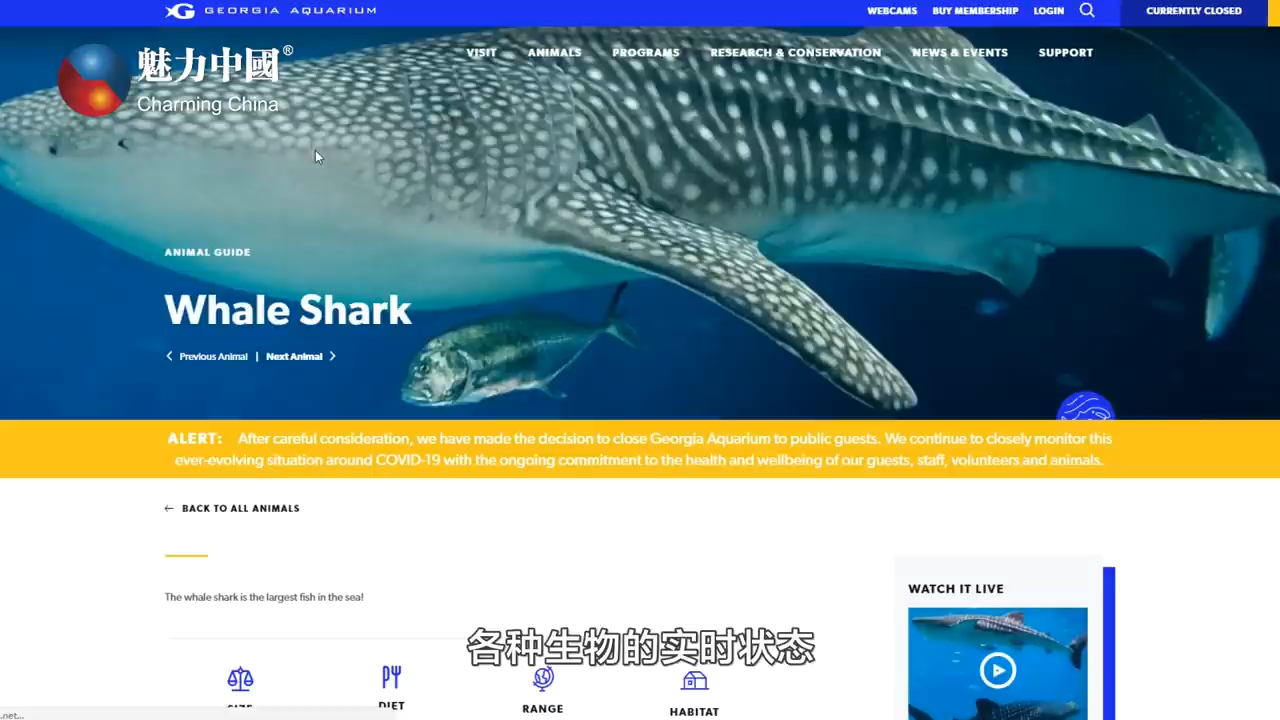 GEORGIA AQUARIUM
WEBCAMS BUY MEMBERSHIP LOGIN CURRENTLY CLOSED
魅力中國®
Charming China
VISIT ANIMALS PROGRAMS RESEARCH & CONSERVATION NEWS & EVENTS SUPPORT
ANIMAL GUIDE
Whale Shark
Previous Animal | Next Animal
ALERT: After careful consideration, we have made the decision to close Georgia Aquarium to public guests. We continue to closely monitor this
ever-evolving situation around COVID-19 with the ongoing commitment to the health and wellbeing of our guests, staff, volunteers and animals.
BACK TO ALL ANIMALS
The whale shark is the largest fish in the sea!
WATCH IT LIVE
各种生物的实时状态
SIZE DIET RANGE HABITAT
.net...